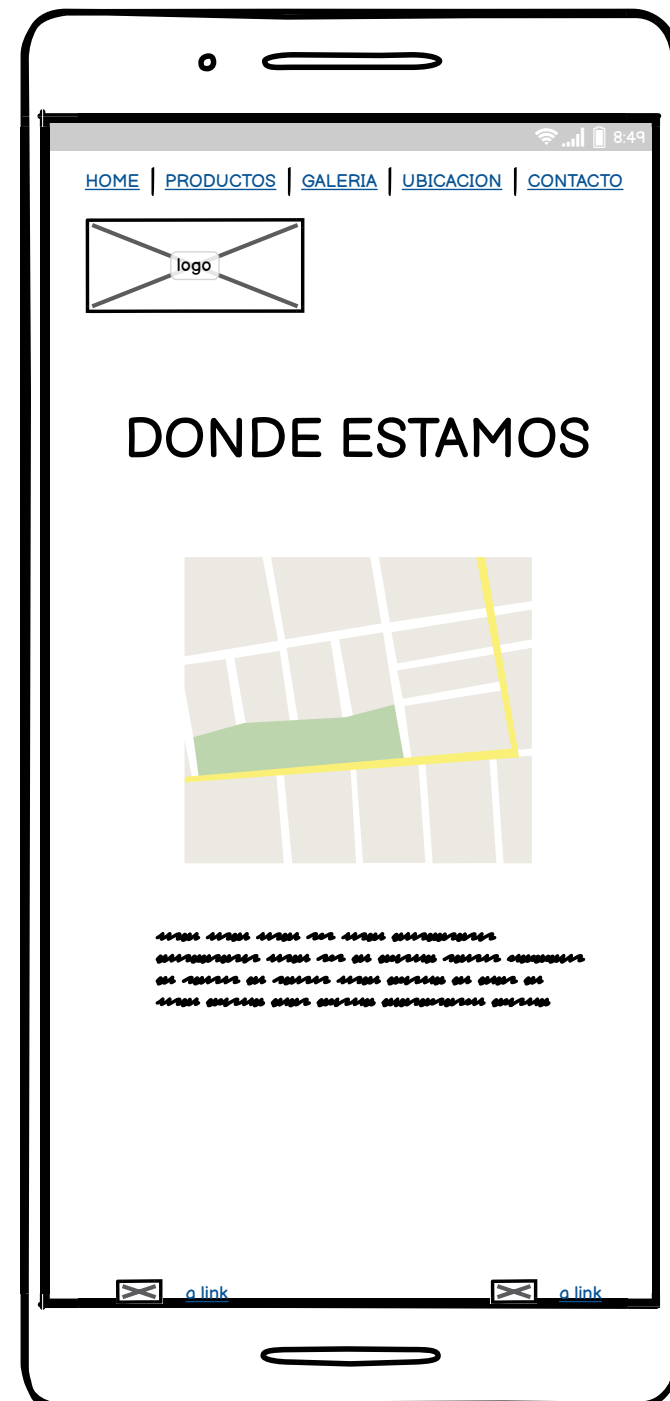 8:49
HOME | PRODUCTOS | GALERIA | UBICACION | CONTACTO
logo
DONDE ESTAMOS
a link a link